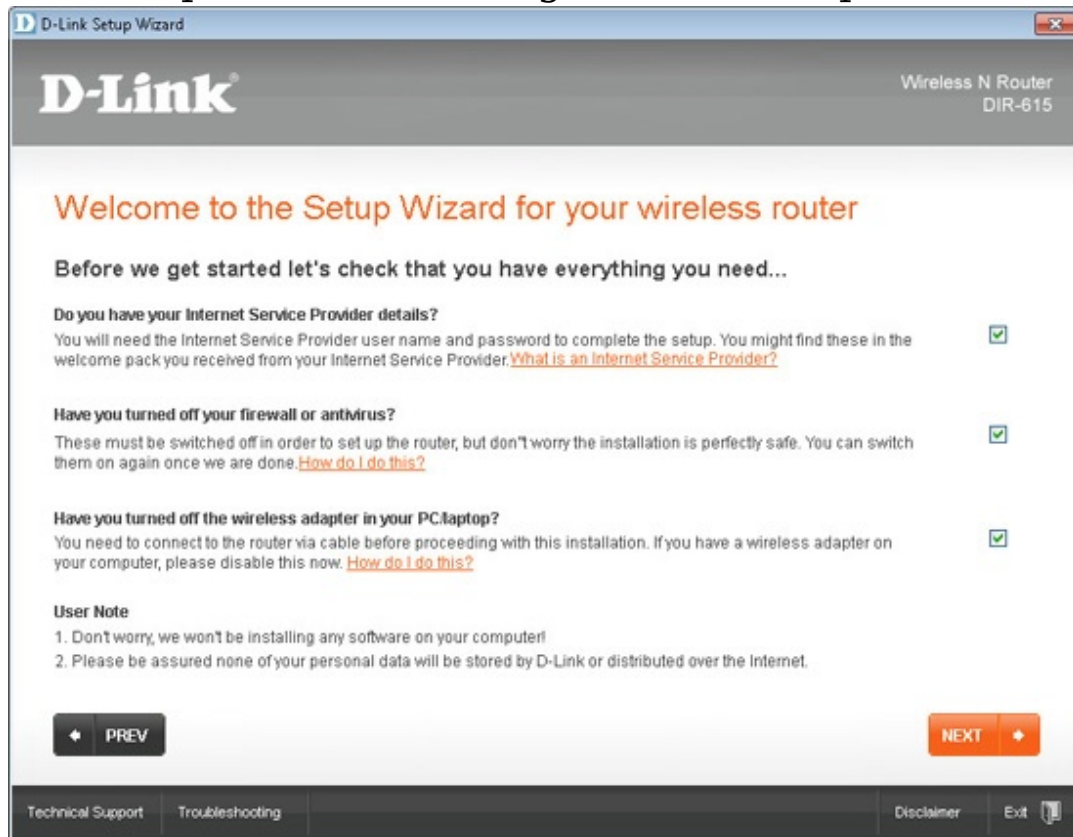 D-Link Setup Wizard
D-Link®
Wireless N Router
DIR-615
Welcome to the Setup Wizard for your wireless router
Before we get started let's check that you have everything you need...
Do you have your Internet Service Provider details?
You will need the Internet Service Provider user name and password to complete the setup. You might find these in the
welcome pack you received from your Internet Service Provider.What is an Internet Service Provider?
Have you turned off your firewall or antivirus?
These must be switched off in order to set up the router, but don"t worry the installation is perfectly safe. You can switch
them on again once we are done.How do I do this?
Have you turned off the wireless adapter in your PC/laptop?
You need to connect to the router via cable before proceeding with this installation. If you have a wireless adapter on
your computer, please disable this now. How do I do this?
User Note
1. Don't worry, we won't be installing any software on your computer!
2. Please be assured none of your personal data will be stored by D-Link or distributed over the Internet.
PREV
NEXT
Technical Support
Troubleshooting
Disclaimer
Exit